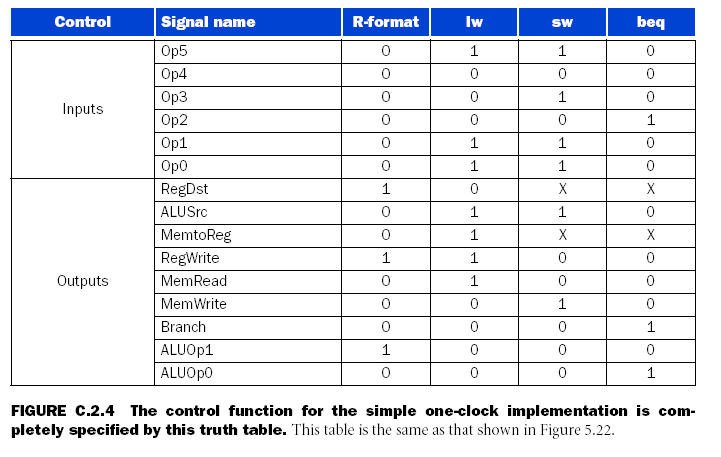 Control Signal name R-format lw sw beq
Inputs
Op5 0 1 1 0
Op4 0 0 0 0
Op3 0 0 1 0
Op2 0 0 0 1
Op1 0 1 1 0
Op0 0 1 1 0
Outputs
RegDst 1 0 X X
ALUSrc 0 1 1 0
MemtoReg 0 1 X X
RegWrite 1 1 0 0
MemRead 0 1 0 0
MemWrite 0 0 1 0
Branch 0 0 0 1
ALUOp1 1 0 0 0
ALUOp0 0 0 0 1
FIGURE C.2.4 The control function for the simple one-clock implementation is com-
pletely specified by this truth table. This table is the same as that shown in Figure 5.22.